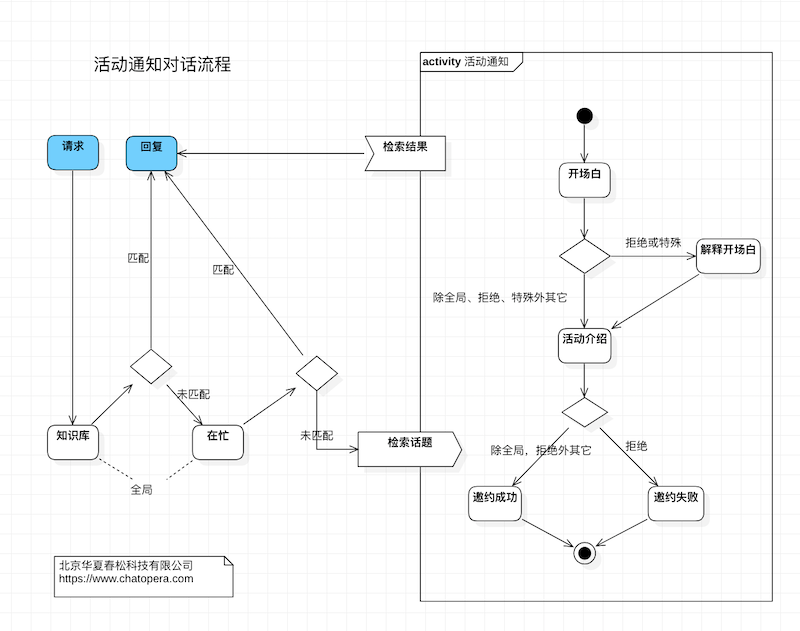 活动通知对话流程
activity 活动通知
请求
回复
检索结果
开场白
拒绝或特殊
解释开场白
匹配
匹配
除全局、拒绝、特殊外其它
活动介绍
未匹配
知识库
在忙
未匹配
检索话题
除全局，拒绝外其它
拒绝
全局
邀约成功
邀约失败
北京华夏春松科技有限公司
https://www.chatopera.com